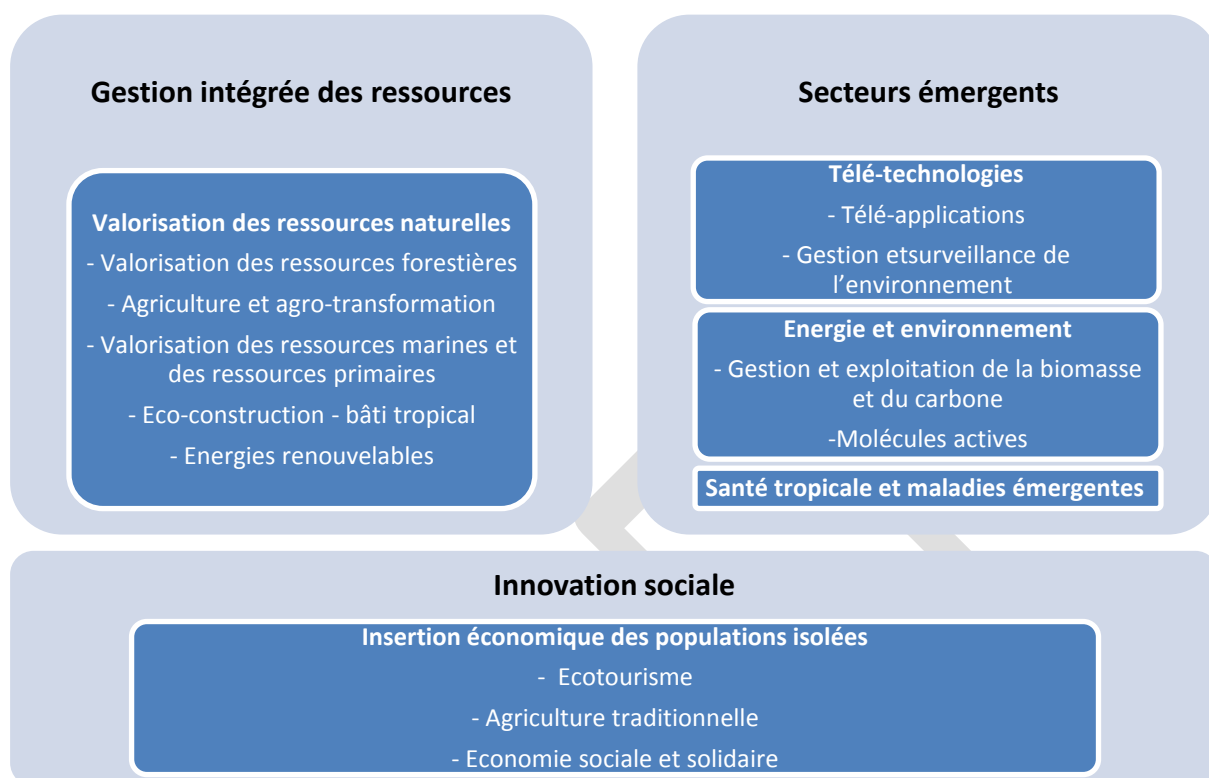 Gestion intégrée des ressources
Valorisation des ressources naturelles
- Valorisation des ressources forestières
- Agriculture et agro-transformation
- Valorisation des ressources marines et
des ressources primaires
- Eco-construction - bâti tropical
- Energies renouvelables
Secteurs émergents
Télé-technologies
- Télé-applications
- Gestion etsurveillance de
l’environnement
Energie et environnement
- Gestion et exploitation de la biomasse
et du carbone
-Molécules actives
Santé tropicale et maladies émergentes
Innovation sociale
Insertion économique des populations isolées
- Ecotourisme
- Agriculture traditionnelle
- Economie sociale et solidaire